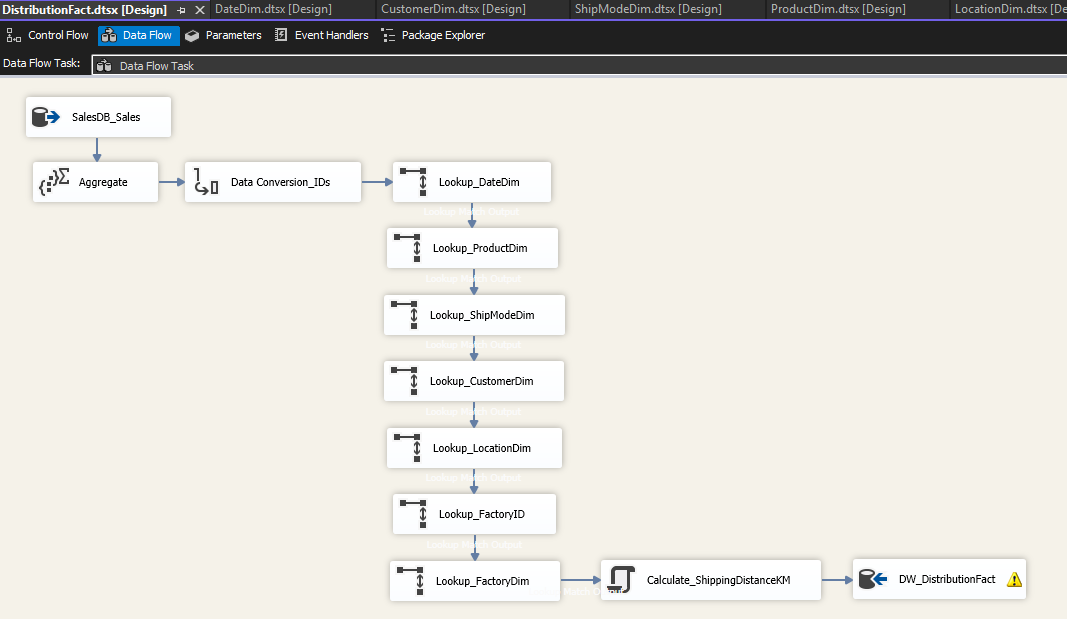 DistributionFact.dtsx [Design] DateDim.dtsx [Design] CustomerDim.dtsx [Design] ShipModeDim.dtsx [Design] ProductDim.dtsx [Design] LocationDim.dtsx [De
Control Flow Data Flow Parameters Event Handlers Package Explorer
Data Flow Task: Data Flow Task
SalesDB_Sales
Aggregate Data Conversion_IDs Lookup_DateDim
Lookup Match Output
Lookup_ProductDim
Lookup Match Output
Lookup_ShipModeDim
Lookup Match Output
Lookup_CustomerDim
Lookup Match Output
Lookup_LocationDim
Lookup Match Output
Lookup_FactoryID
Lookup Match Output
Lookup_FactoryDim Calculate_ShippingDistanceKM DW_DistributionFact
Match Output